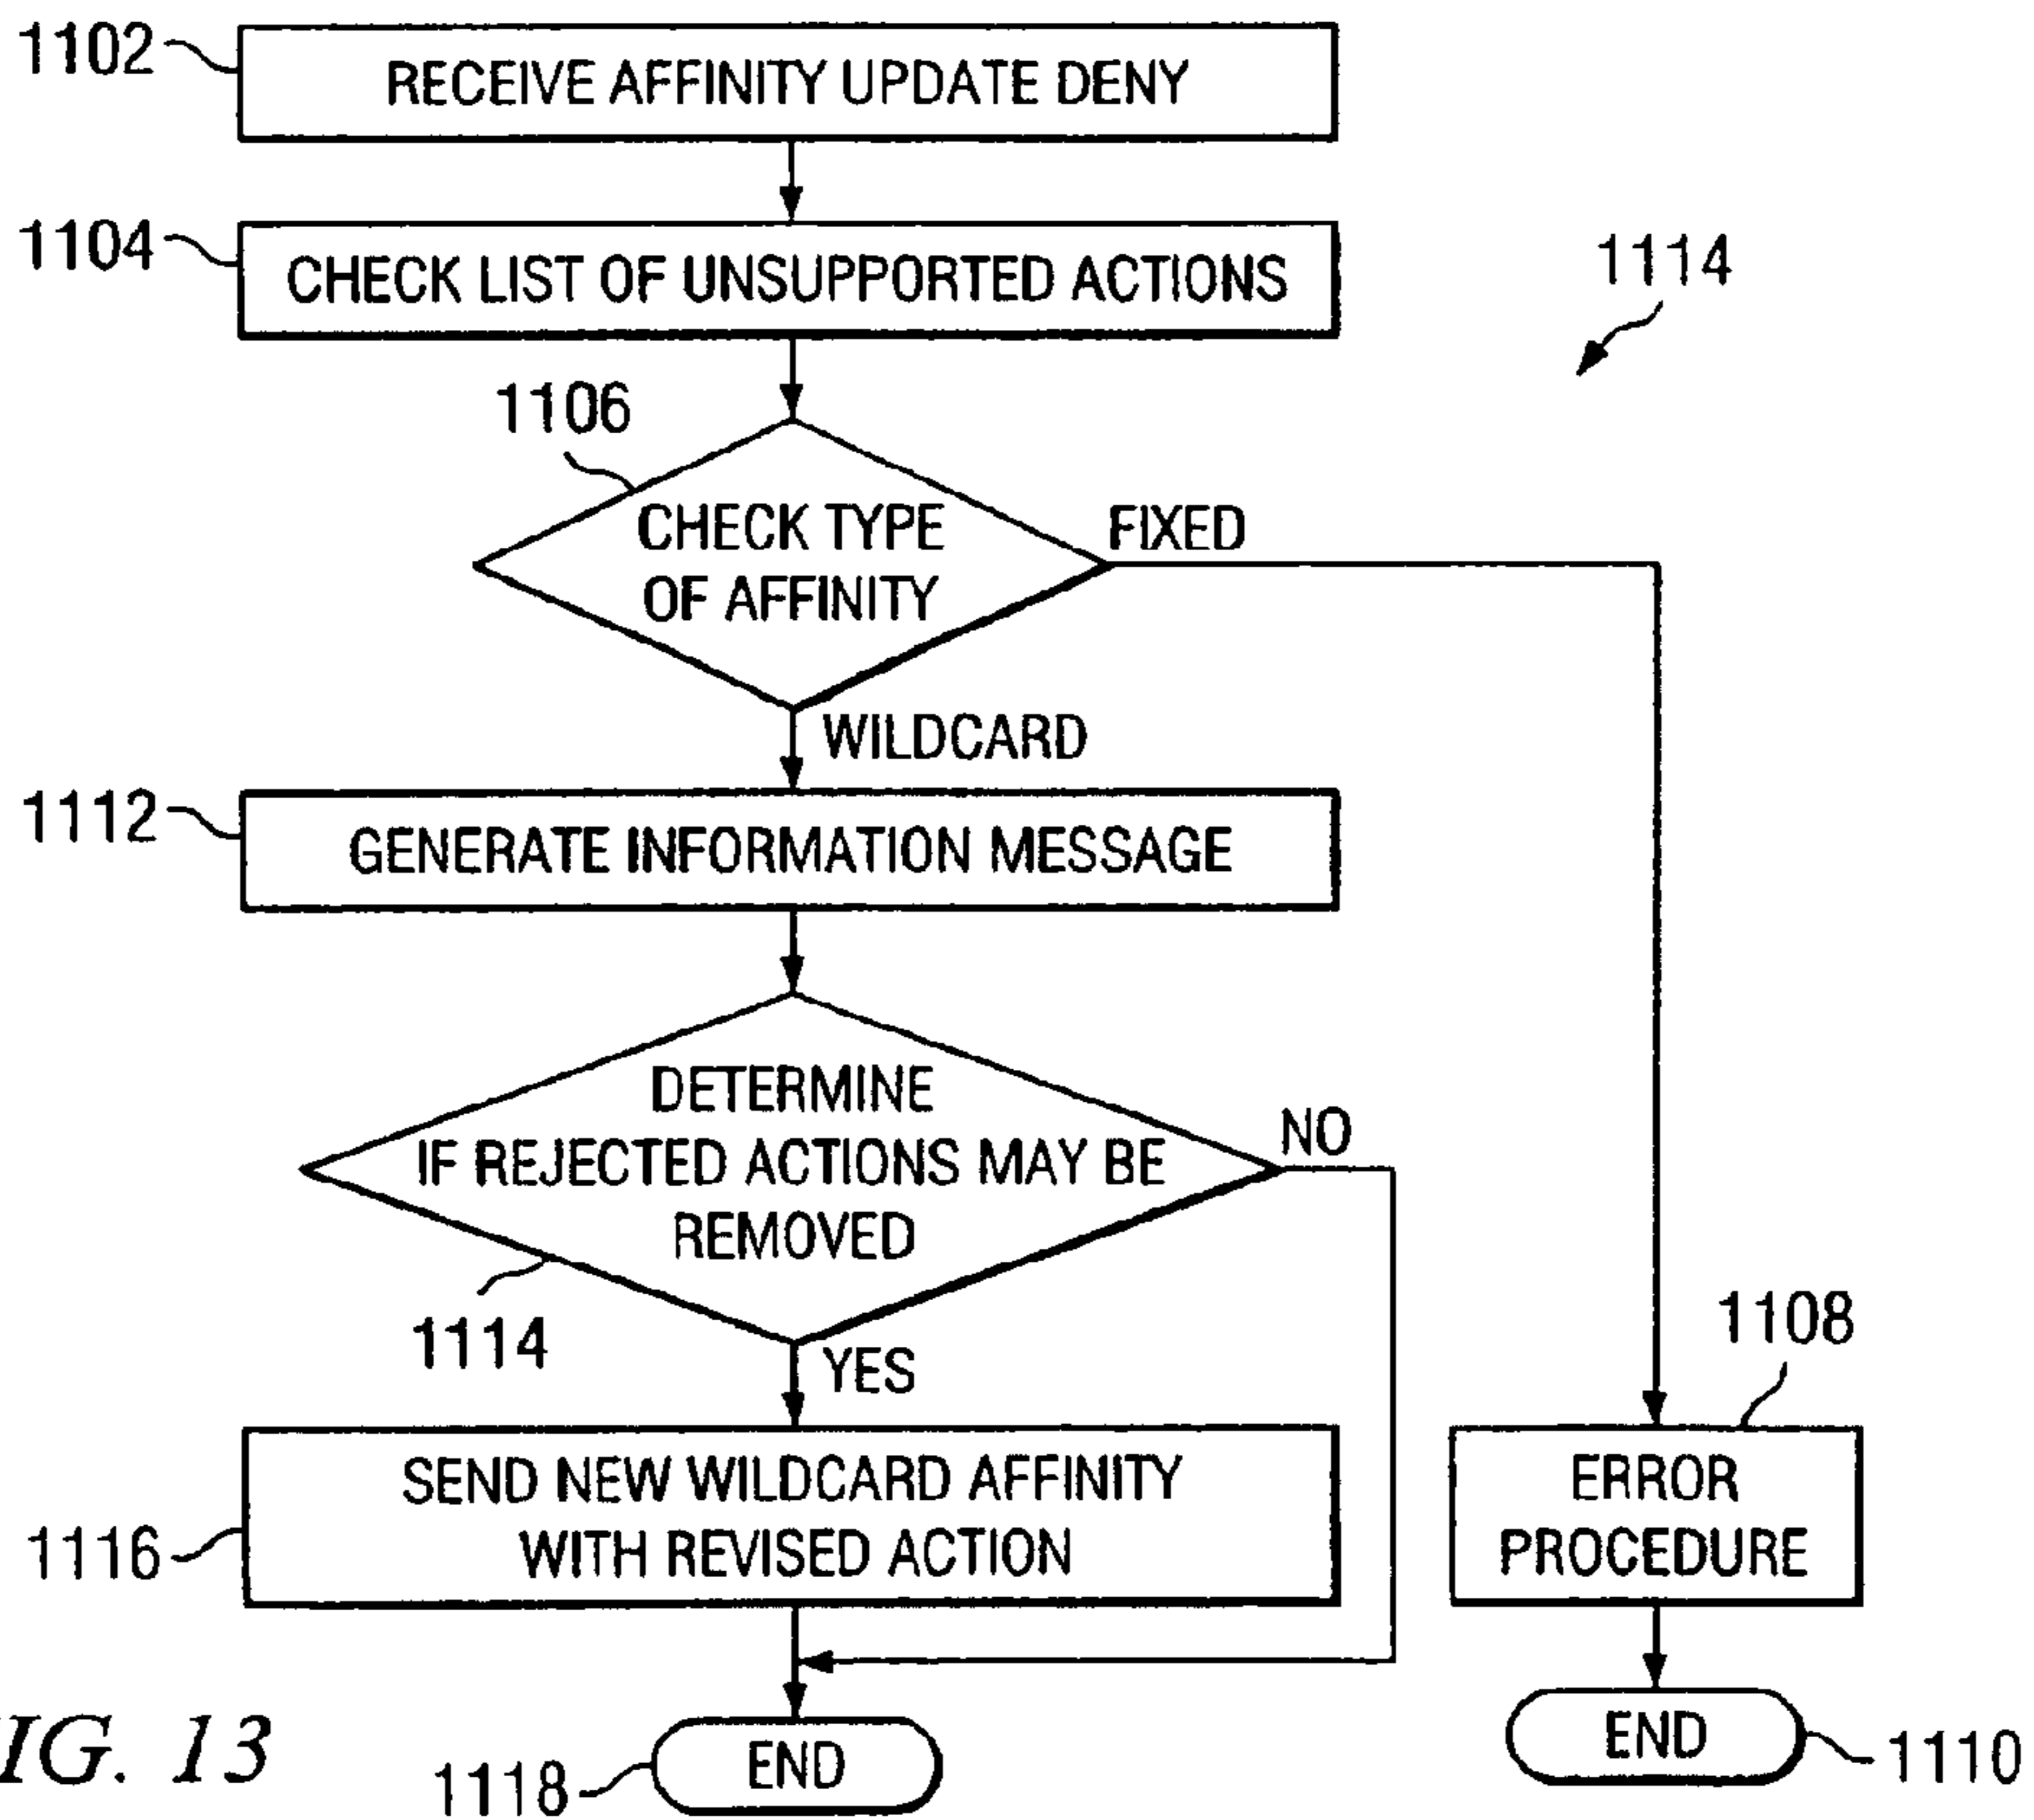 1102
RECEIVE AFFINITY UPDATE DENY
1104
CHECK LIST OF UNSUPPORTED ACTIONS
1114
1106
CHECK TYPE
OF AFFINITY
FIXED
WILDCARD
1112
GENERATE INFORMATION MESSAGE
DETERMINE
IF REJECTED ACTIONS MAY BE
REMOVED
NO
1114
YES
1108
SEND NEW WILDCARD AFFINITY
WITH REVISED ACTION
1116
ERROR
PROCEDURE
END
1110
IG. 13
1118
END